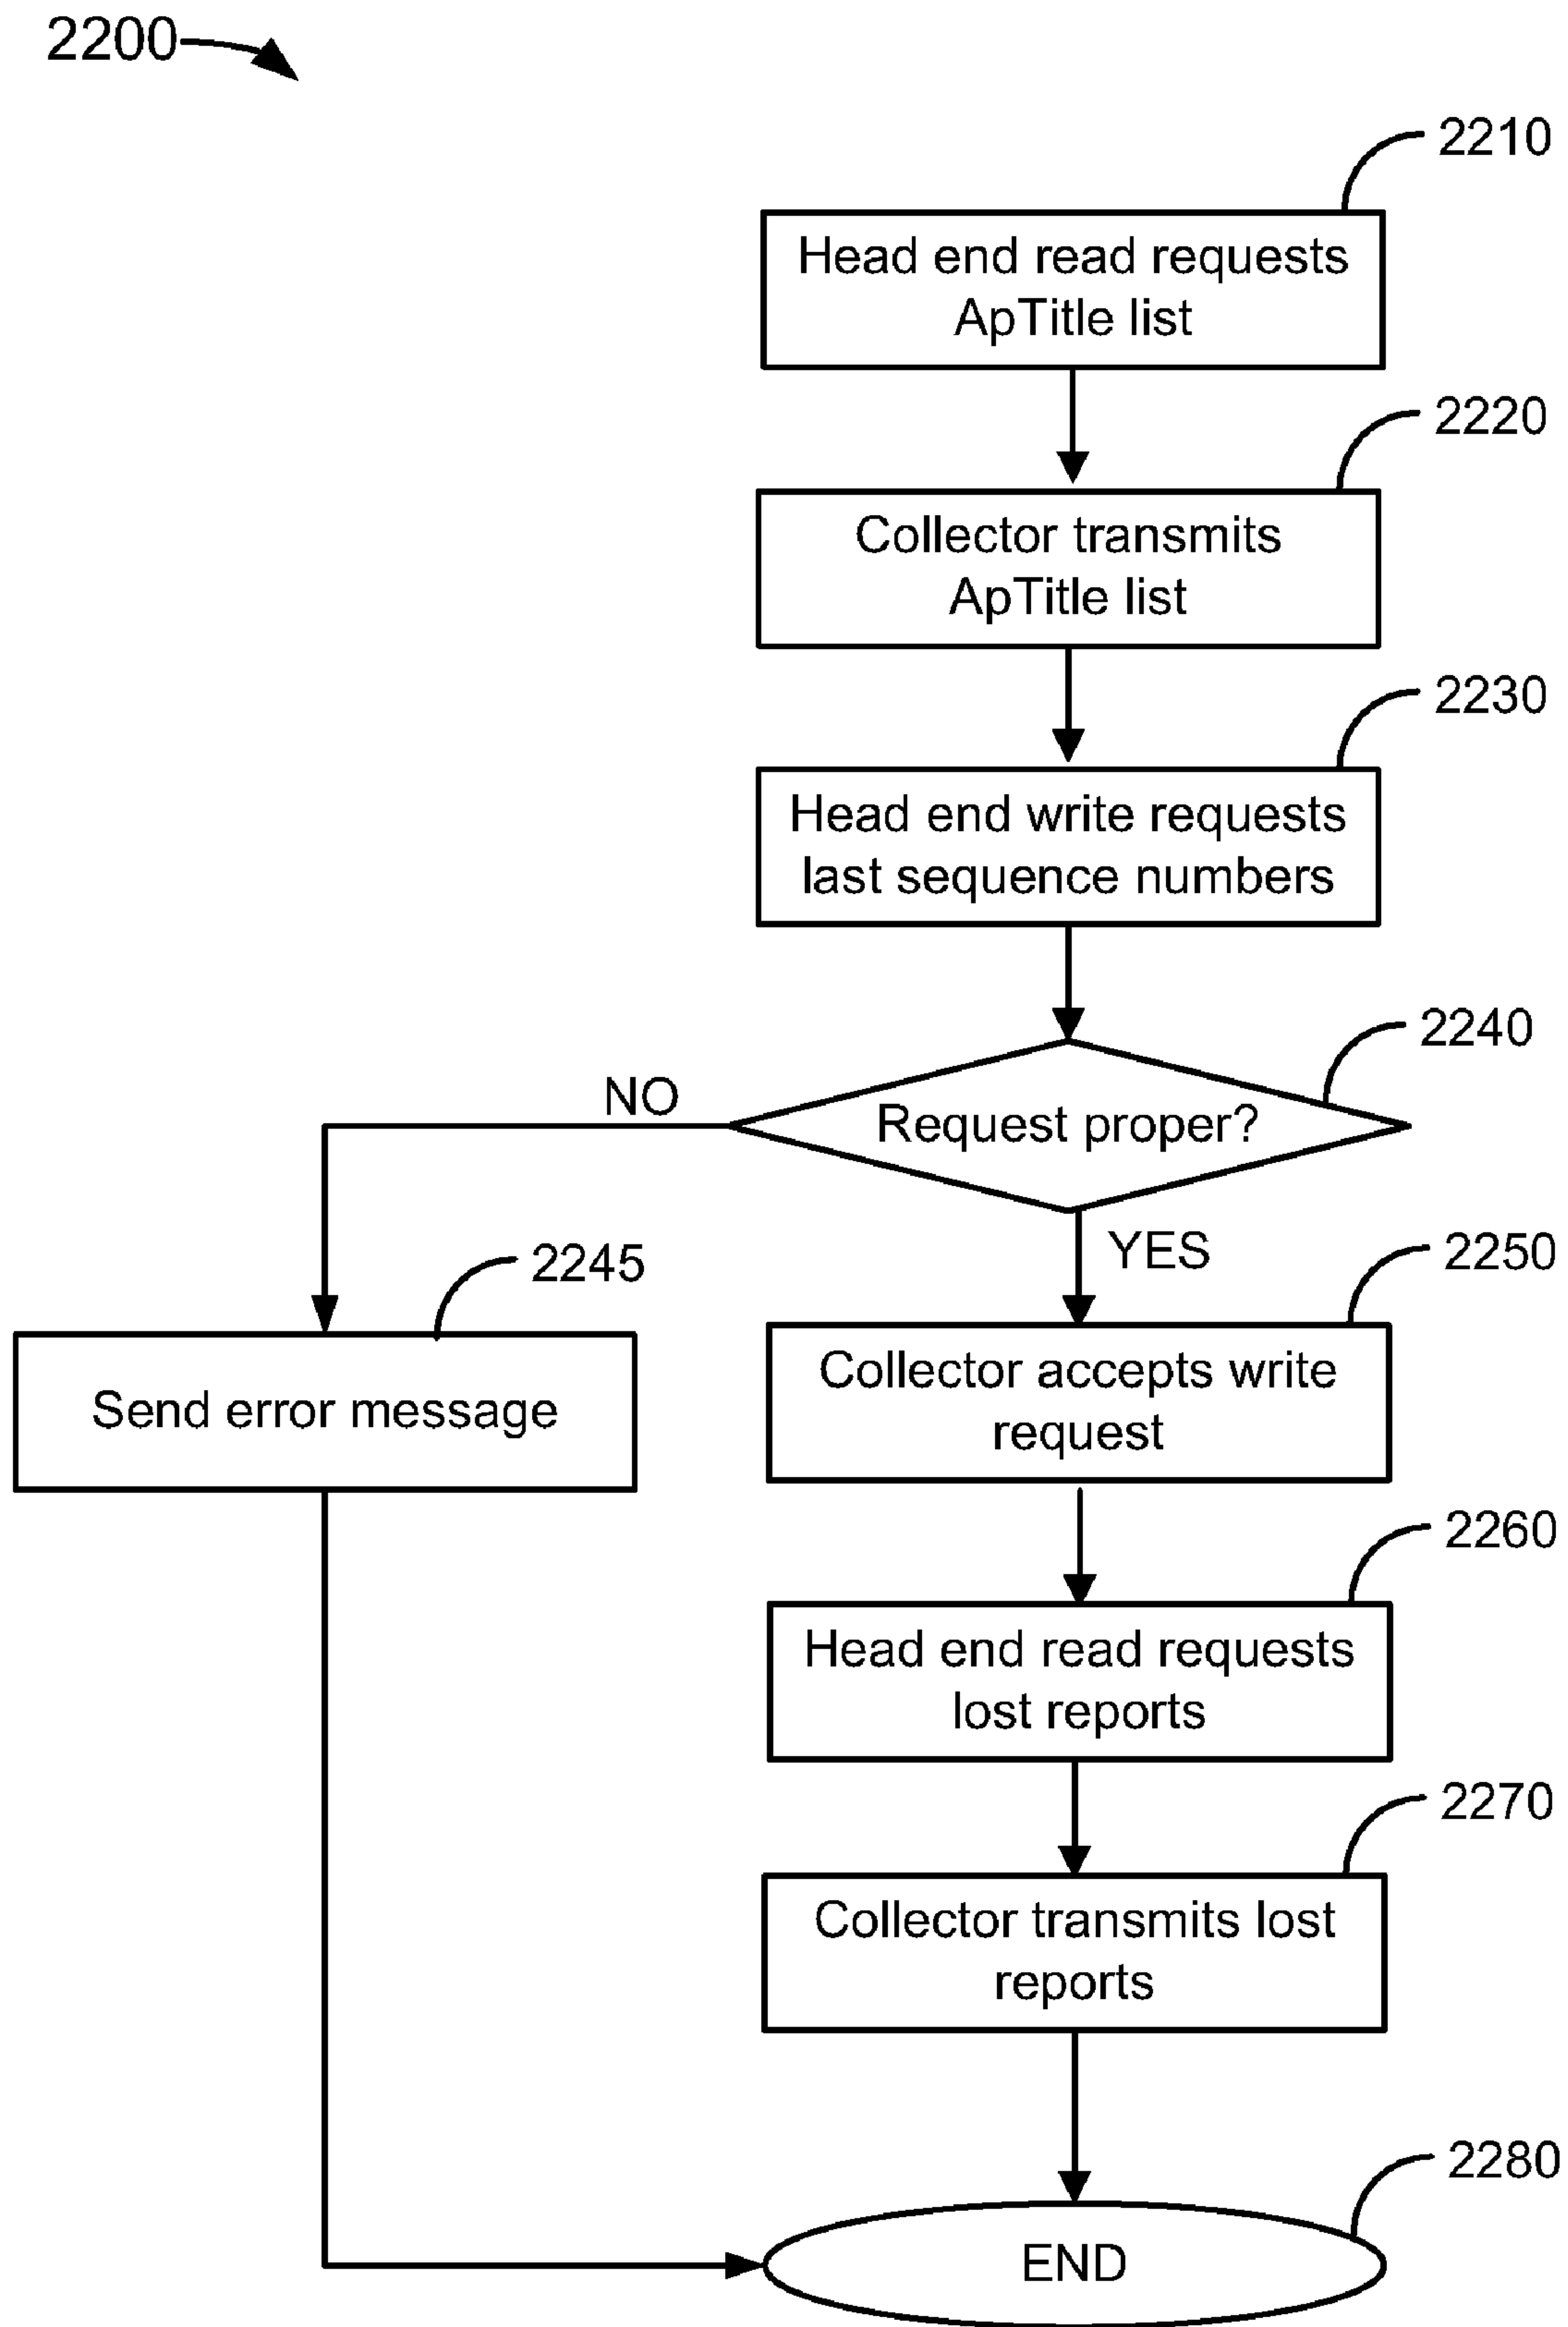 2200
2210
Head end read requests
ApTitle list
2220
Collector transmits
ApTitle list
2230
Head end write requests
last sequence numbers
2240
NO
Request proper?
YES
2245
2250
Send error message
Collector accepts write
request
2260
Head end read requests
lost reports
2270
Collector transmits lost
reports
2280
END